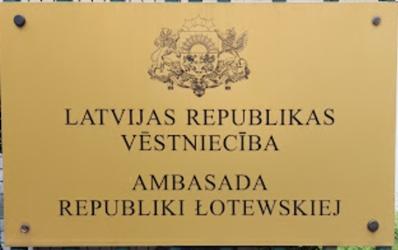 LATVIJAS REPUBLIKAS
VĒSTNIECĪBA
AMBASADA
REPUBLIKI ŁOTEWSKIEJ